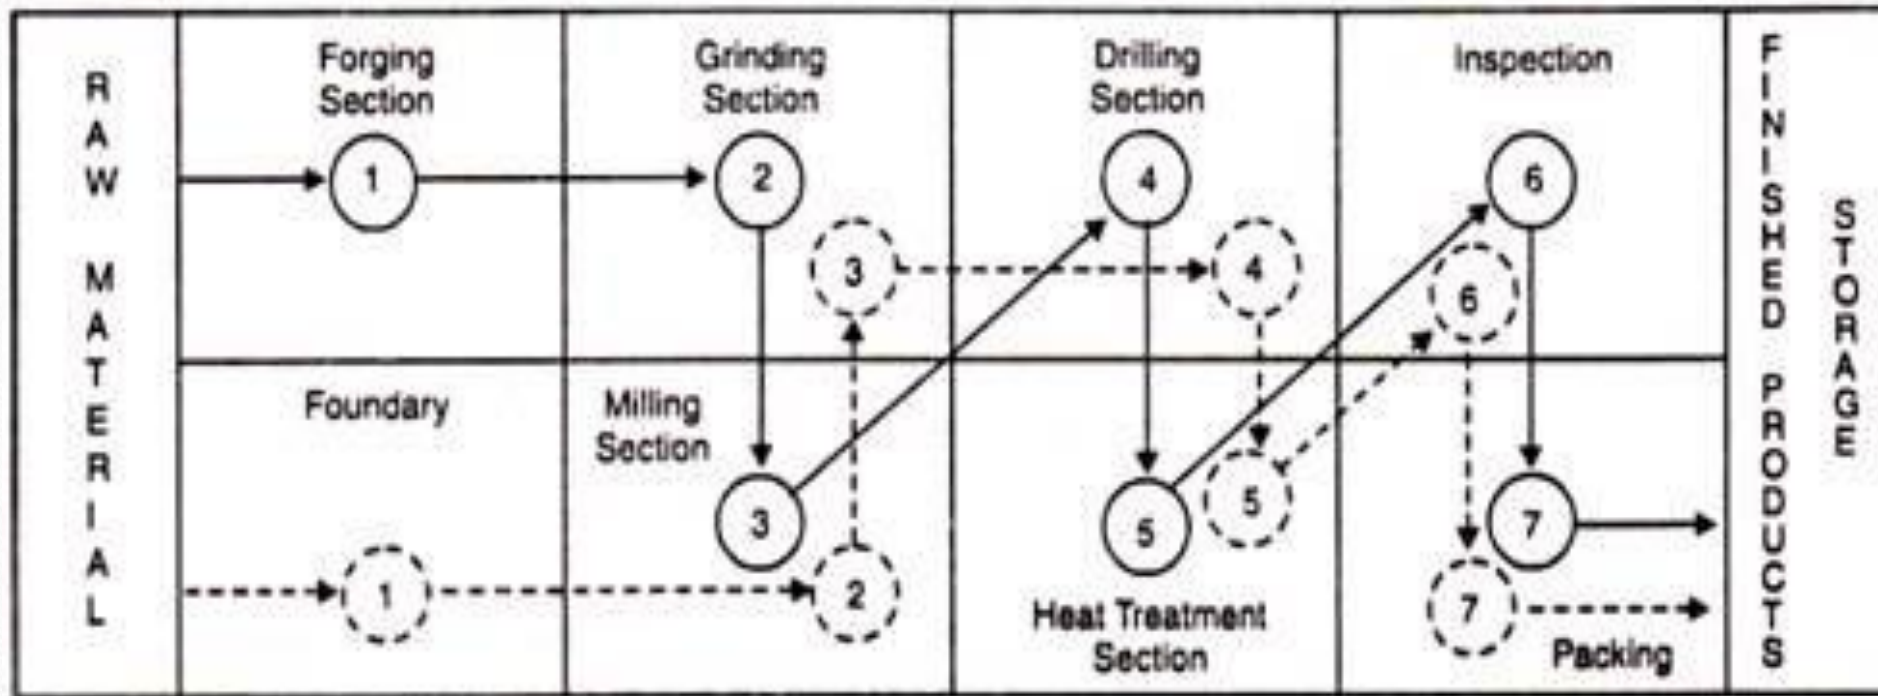 RAW MATERIAL
Forging
Section
1
Grinding
Section
2
3
Drilling
Section
4
4
Inspection
6
6
Foundary
1
Milling
Section
3
2
5
5
Heat Treatment
Section
7
7
Packing
FINISHED PRODUCTS
STORAGE